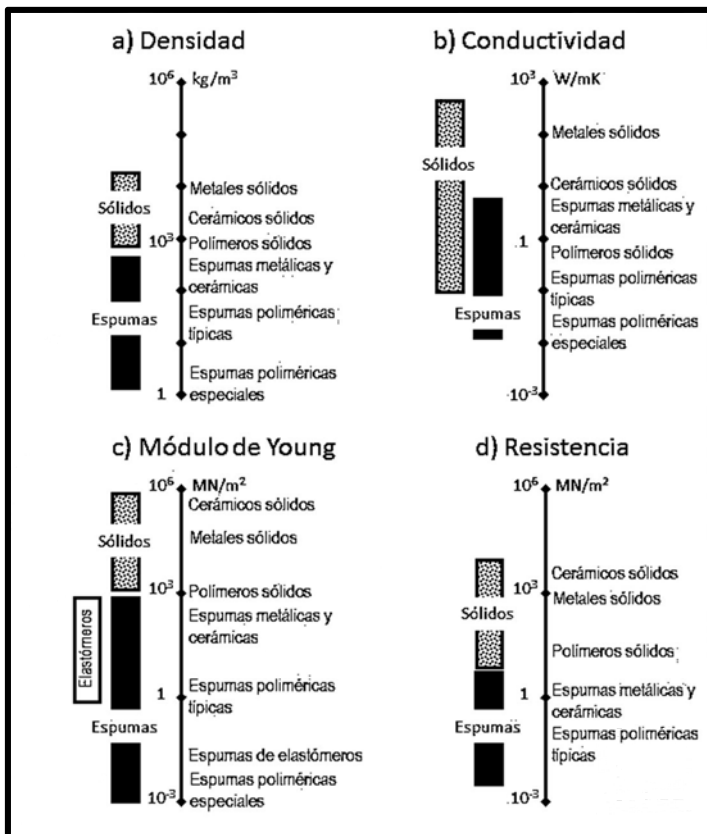 a) Densidad
10⁶ kg/m³
Sólidos
Espumas
10³
1
Metales sólidos
Cerámicos sólidos
Polímeros sólidos
Espumas metálicas y
cerámicas
Espumas poliméricas
típicas
Espumas poliméricas
especiales
b) Conductividad
10³ W/mK
Sólidos
Espumas
.1
.10⁻³
Metales sólidos
Cerámicos sólidos
Espumas metálicas y
cerámicas
Polímeros sólidos
Espumas poliméricas
típicas
Espumas poliméricas
especiales
c) Módulo de Young
10⁶ MN/m²
Sólidos
Elastómeros
Espumas
10³
1
10⁻³
Cerámicos sólidos
Metales sólidos
Polímeros sólidos
Espumas metálicas y
cerámicas
Espumas poliméricas
típicas
Espumas de elastómeros
Espumas poliméricas
especiales
d) Resistencia
10⁶ MN/m²
Sólidos
Espumas
10³
1
.10⁻³
Cerámicos sólidos
Metales sólidos
Polímeros sólidos
Espumas metálicas y
cerámicas
Espumas poliméricas
típicas